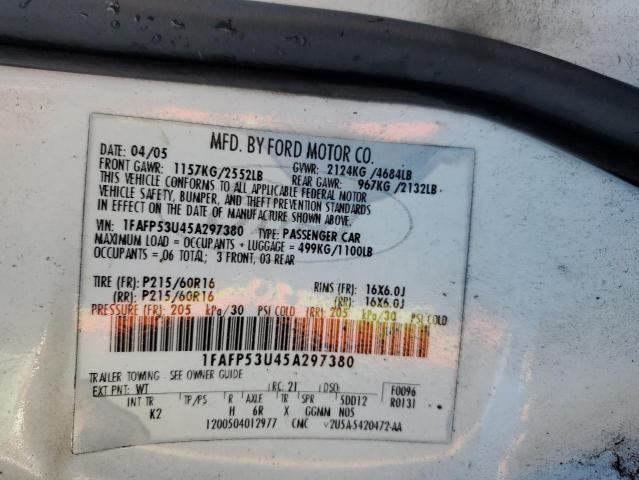 MFD. BY FORD MOTOR CO.
DATE: 04/05 GVWR: 2124KG /4684LB
FRONT GAWR: 1157KG/2552LB REAR GAWR: 967KG /2132LB
THIS VEHICLE CONFORMS TO ALL APPLICABLE FEDERAL MOTOR
VEHICLE SAFETY, BUMPER, AND THEFT PREVENTION STANDARDS
IN EFFECT ON THE DATE OF MANUFACTURE SHOWN ABOVE.
VIN: 1FAFP53U45A297380 TYPE: PASSENGER CAR
MAXIMUM LOAD = OCCUPANTS + LUGGAGE = 499KG/1100LB
OCCUPANTS = ,06 TOTAL; 3 FRONT, 03 REAR
TIRE (FR): P215/60R16 RIMS (FR): 16X6.0J
(RR): P215/60R16 (RR): 16X6.0J
PRESSURE (FR): 205 kPa/30 PSI COLD (RR): 205 kPa/30 PSI COLD
1FAFP53U45A297380
TRAILER TOWING - SEE OWNER GUIDE
EXT PNT: WT RC: 21 DSO: F0096
INT TR TP/PS R AXLE TR SPR 5DD12 R0131
K2 H 6R X GGMM N05
1200504012977 CMC V2U5A-5420472-AA